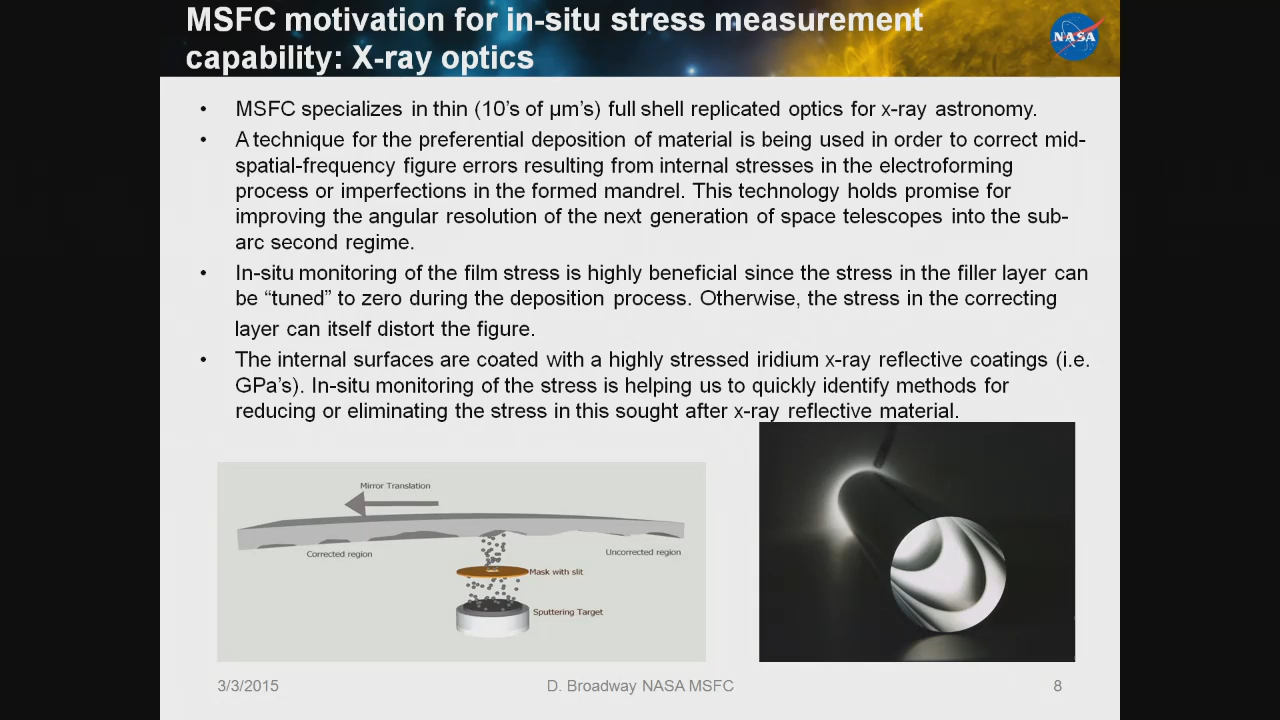 MSFC motivation for in-situ stress measurement
capability: X-ray optics
NASA
• MSFC specializes in thin (10’s of µm’s) full shell replicated optics for x-ray astronomy.
• A technique for the preferential deposition of material is being used in order to correct mid-
spatial-frequency figure errors resulting from internal stresses in the electroforming
process or imperfections in the formed mandrel. This technology holds promise for
improving the angular resolution of the next generation of space telescopes into the sub-
arc second regime.
• In-situ monitoring of the film stress is highly beneficial since the stress in the filler layer can
be “tuned” to zero during the deposition process. Otherwise, the stress in the correcting
layer can itself distort the figure.
• The internal surfaces are coated with a highly stressed iridium x-ray reflective coatings (i.e.
GPa’s). In-situ monitoring of the stress is helping us to quickly identify methods for
reducing or eliminating the stress in this sought after x-ray reflective material.
Mirror Translation
Corrected region
Uncorrected region
Mask with slit
Sputtering Target
3/3/2015
D. Broadway NASA MSFC
8